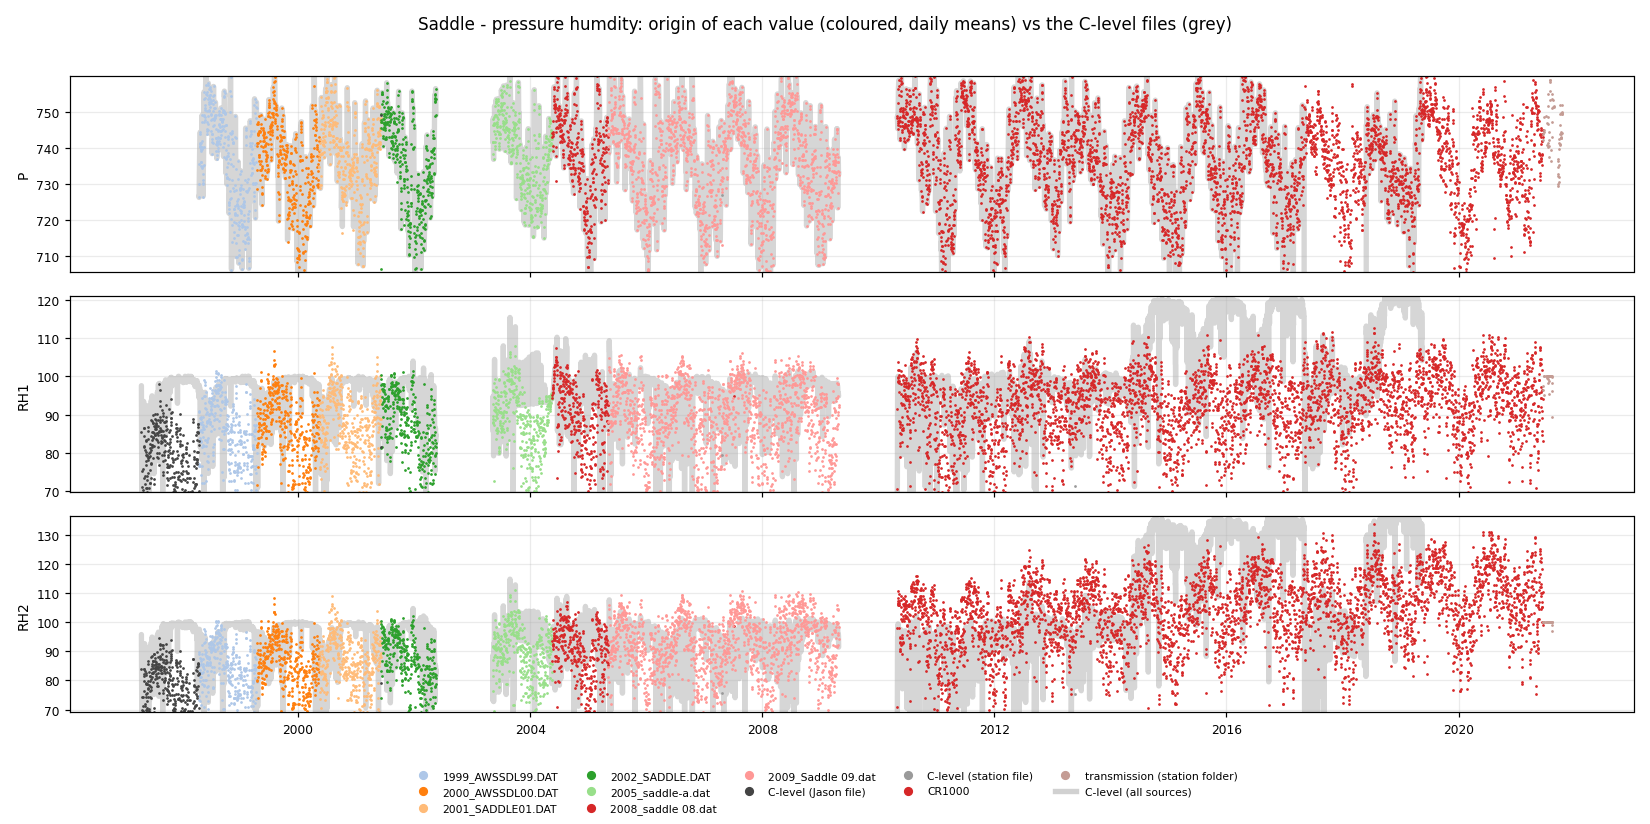 Saddle - pressure humdity: origin of each value (coloured, daily means) vs the C-level files (grey)
P
750
740
730
720
710
RH1
120
110
100
90
80
70
RH2
130
120
110
100
90
80
70
2000 2004 2008 2012 2016 2020
1999_AWSSDL99.DAT 2002_SADDLE.DAT 2009_Saddle 09.dat C-level (station file) transmission (station folder)
2000_AWSSDL00.DAT 2005_saddle-a.dat C-level (Jason file) CR1000 C-level (all sources)
2001_SADDLE01.DAT 2008_saddle 08.dat